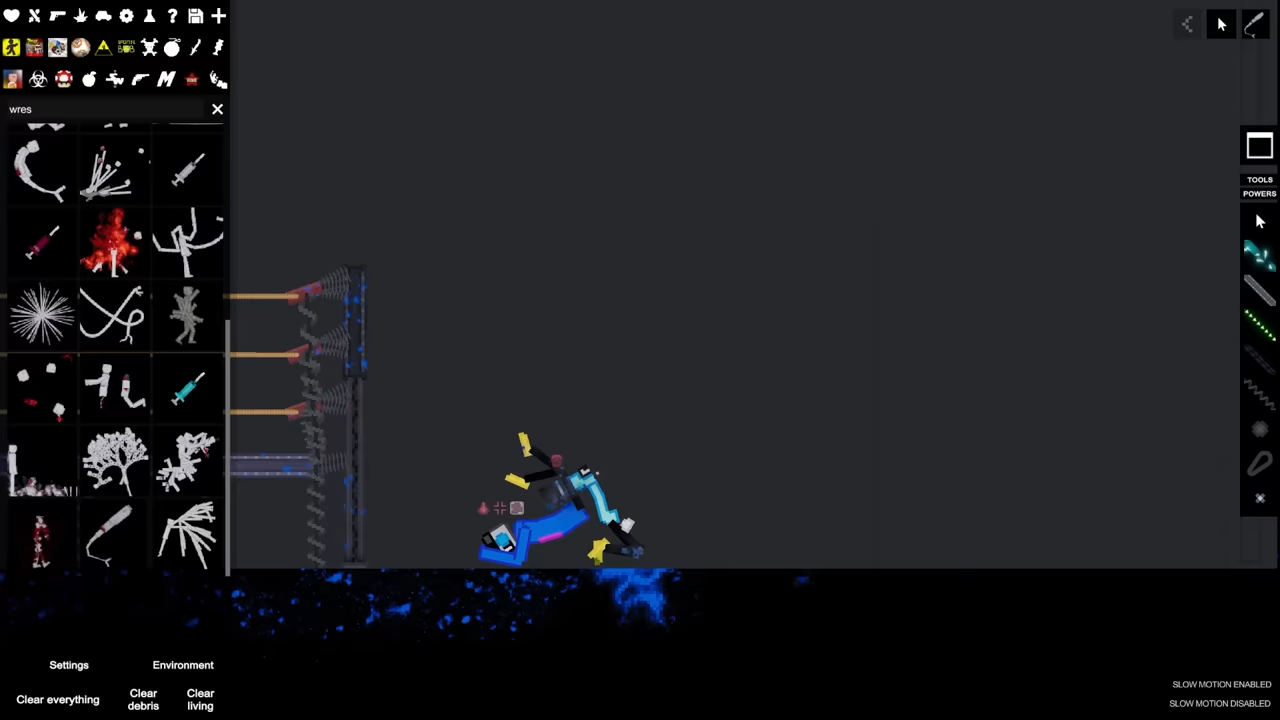 wres
TOOLS
POWERS
Settings
Environment
Clear everything
Clear
debris
Clear
living
SLOW MOTION ENABLED
SLOW MOTION DISABLED